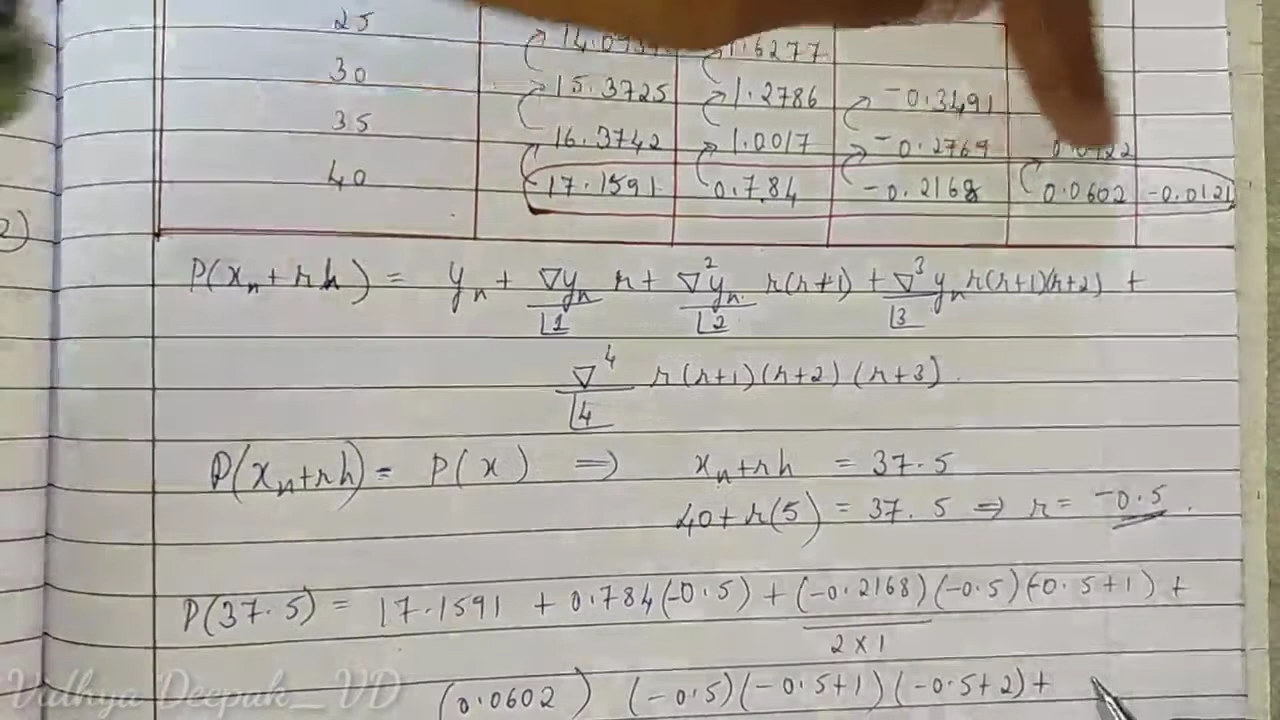 25 1.6277
30 15.3725 1.2786 -0.3491
35 16.3742 1.0017 -0.2769
40 17.1591 0.784 -0.2168 0.0602 -0.0121
2)
P(xₙ+rh) = yₙ + ∇yₙ/⌊1 r + ∇²yₙ/⌊2 r(r+1) + ∇³yₙ/⌊3 r(r+1)(r+2) +
∇⁴/⌊4 r(r+1)(r+2)(r+3).
P(xₙ+rh) = P(x) ⇒ xₙ+rh = 37.5
40+r(5) = 37.5 ⇒ r = -0.5.
P(37.5) = 17.1591 + 0.784(-0.5) + (-0.2168)/2×1 (-0.5)(-0.5+1) +
(0.0602) (-0.5)(-0.5+1)(-0.5+2)+
Vidhya Deepak_VD